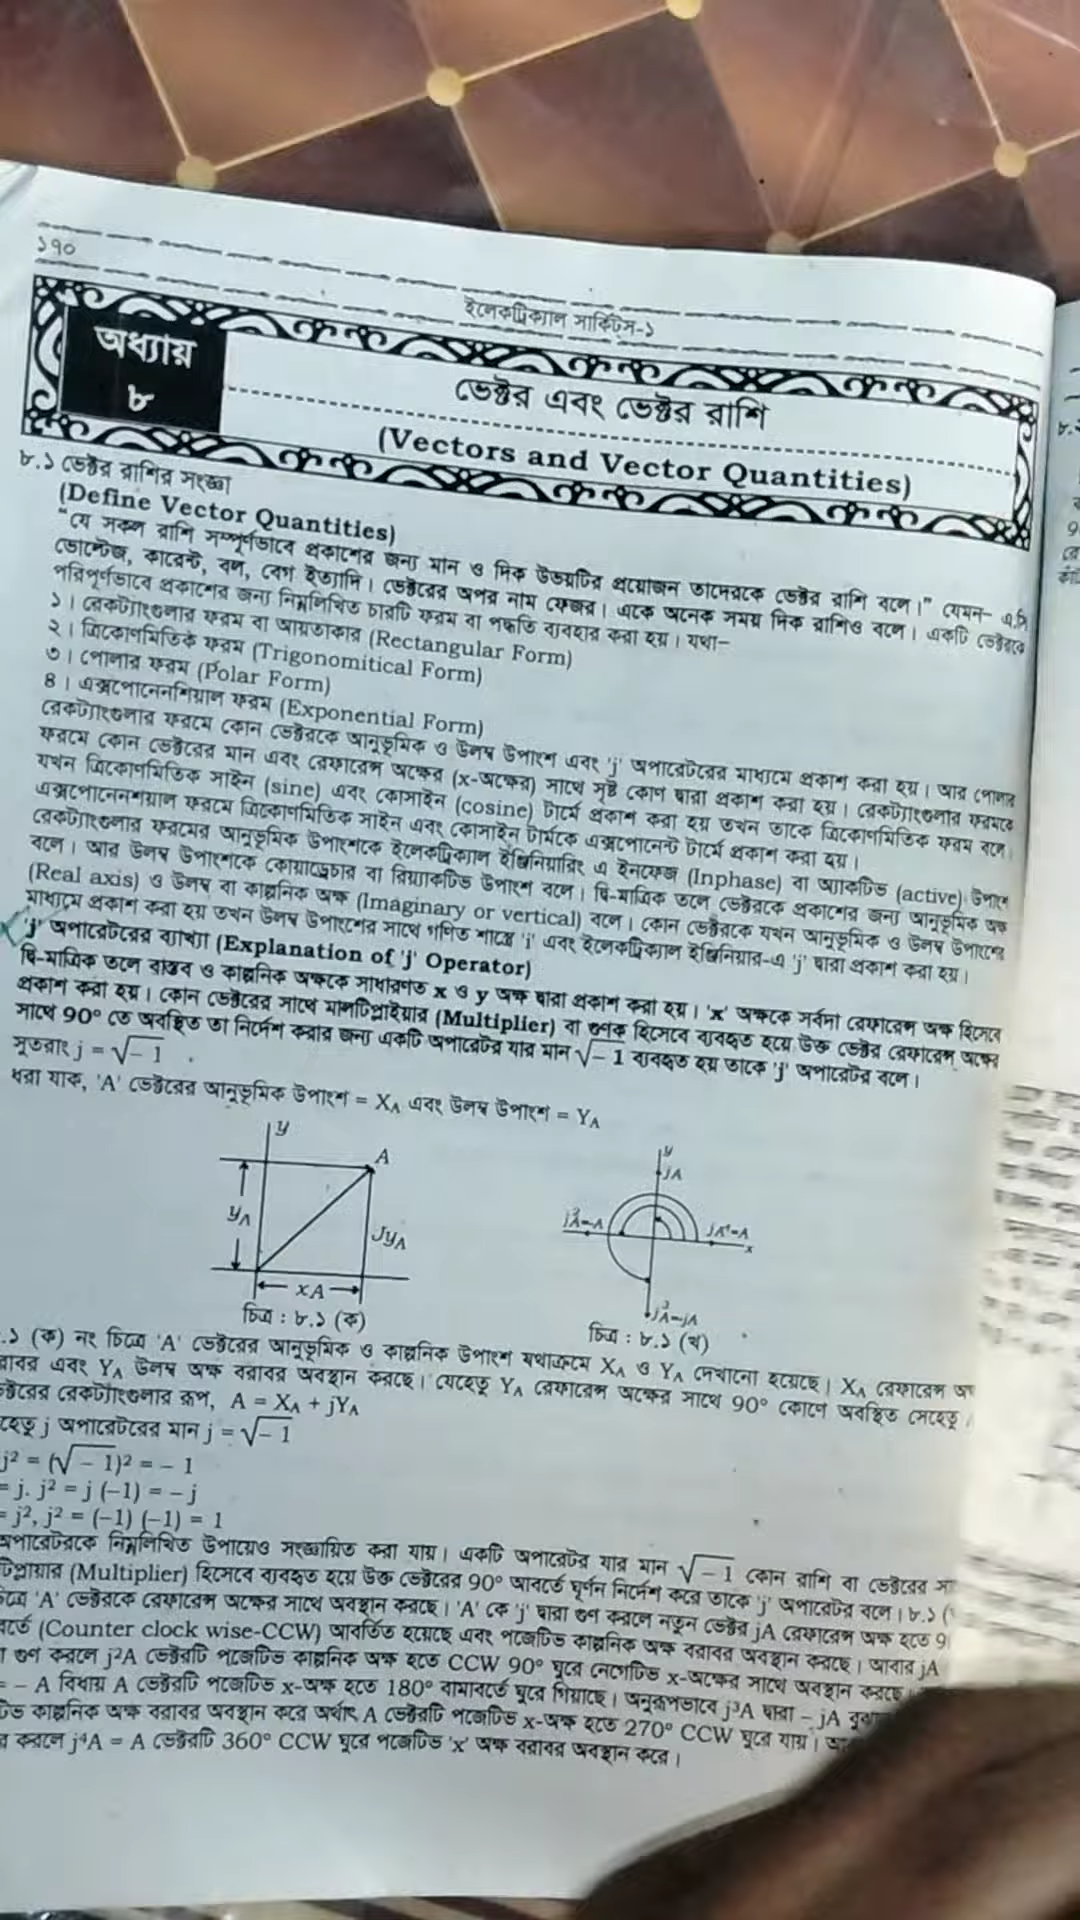 ১৭০
ইলেকট্রিক্যাল সার্কিটস-১
অধ্যায়
৮
ভেক্টর এবং ভেক্টর রাশি
(Vectors and Vector Quantities)
৮.১ ভেক্টর রাশির সংজ্ঞা
(Define Vector Quantities)
“যে সকল রাশি সম্পূর্ণভাবে প্রকাশের জন্য মান ও দিক উভয়টির প্রয়োজন তাদেরকে ভেক্টর রাশি বলে।” যেমন– এ.সি
ভোল্টেজ, কারেন্ট, বল, বেগ ইত্যাদি। ভেক্টরের অপর নাম ফেজর। একে অনেক সময় দিক রাশিও বলে। একটি ভেক্টরকে
পরিপূর্ণভাবে প্রকাশের জন্য নিম্নলিখিত চারটি ফরম বা পদ্ধতি ব্যবহার করা হয়। যথা–
১। রেকট্যাংগুলার ফরম বা আয়তাকার (Rectangular Form)
২। ত্রিকোণমিতিক ফরম (Trigonomitical Form)
৩। পোলার ফরম (Polar Form)
৪। এক্সপোনেনশিয়াল ফরম (Exponential Form)
রেকট্যাংগুলার ফরমে কোন ভেক্টরকে আনুভূমিক ও উলম্ব উপাংশ এবং 'j' অপারেটরের মাধ্যমে প্রকাশ করা হয়। আর পোলার
ফরমে কোন ভেক্টরের মান এবং রেফারেন্স অক্ষের (x-অক্ষের) সাথে সৃষ্ট কোণ দ্বারা প্রকাশ করা হয়। রেকট্যাংগুলার ফরমকে
যখন ত্রিকোণমিতিক সাইন (sine) এবং কোসাইন (cosine) টার্মে প্রকাশ করা হয় তখন তাকে ত্রিকোণমিতিক ফরম বলে।
এক্সপোনেনশয়াল ফরমে ত্রিকোণমিতিক সাইন এবং কোসাইন টার্মকে এক্সপোনেন্ট টার্মে প্রকাশ করা হয়।
রেকট্যাংগুলার ফরমের আনুভূমিক উপাংশকে ইলেকট্রিক্যাল ইঞ্জিনিয়ারিং এ ইনফেজ (Inphase) বা অ্যাকটিভ (active) উপাংশ
বলে। আর উলম্ব উপাংশকে কোয়াড্রেচার বা রিয়্যাকটিভ উপাংশ বলে। দ্বি-মাত্রিক তলে ভেক্টরকে প্রকাশের জন্য আনুভূমিক অক্ষ
(Real axis) ও উলম্ব বা কাল্পনিক অক্ষ (Imaginary or vertical) বলে। কোন ভেক্টরকে যখন আনুভূমিক ও উলম্ব উপাংশের
মাধ্যমে প্রকাশ করা হয় তখন উলম্ব উপাংশের সাথে গণিত শাস্ত্রে 'i' এবং ইলেকট্রিক্যাল ইঞ্জিনিয়ার-এ 'j' দ্বারা প্রকাশ করা হয়।
'j' অপারেটরের ব্যাখ্যা (Explanation of 'j' Operator)
দ্বি-মাত্রিক তলে বাস্তব ও কাল্পনিক অক্ষকে সাধারণত x ও y অক্ষ দ্বারা প্রকাশ করা হয়। 'x' অক্ষকে সর্বদা রেফারেন্স অক্ষ হিসেবে
প্রকাশ করা হয়। কোন ভেক্টরের সাথে মালটিপ্লাইয়ার (Multiplier) বা গুণক হিসেবে ব্যবহৃত হয়ে উক্ত ভেক্টর রেফারেন্স অক্ষের
সাথে 90° তে অবস্থিত তা নির্দেশ করার জন্য একটি অপারেটর যার মান √– 1 ব্যবহৃত হয় তাকে 'j' অপারেটর বলে।
সুতরাং j = √– 1
ধরা যাক, 'A' ভেক্টরের আনুভূমিক উপাংশ = X_A এবং উলম্ব উপাংশ = Y_A
y
A
y_A
Jy_A
xA
চিত্র : ৮.১ (ক)
y
jA
j²A=–A
jA⁴=A
x
j³A=–jA
চিত্র : ৮.১ (খ)
.১ (ক) নং চিত্রে 'A' ভেক্টরের আনুভূমিক ও কাল্পনিক উপাংশ যথাক্রমে X_A ও Y_A দেখানো হয়েছে। X_A রেফারেন্স অ
রাবর এবং Y_A উলম্ব অক্ষ বরাবর অবস্থান করছে। যেহেতু Y_A রেফারেন্স অক্ষের সাথে 90° কোণে অবস্থিত সেহেতু
ক্টরের রেকট্যাংগুলার রূপ, A = X_A + jY_A
হেতু j অপারেটরের মান j = √– 1
j² = (√– 1)² = – 1
= j. j² = j (–1) = – j
= j², j² = (–1) (–1) = 1
অপারেটরকে নিম্নলিখিত উপায়েও সংজ্ঞায়িত করা যায়। একটি অপারেটর যার মান √– 1 কোন রাশি বা ভেক্টরের সা
টিপ্লায়ার (Multiplier) হিসেবে ব্যবহৃত হয়ে উক্ত ভেক্টরের 90° আবর্তে ঘূর্ণন নির্দেশ করে তাকে 'j' অপারেটর বলে। ৮.১ (
চিত্রে 'A' ভেক্টরকে রেফারেন্স অক্ষের সাথে অবস্থান করছে। 'A' কে 'j' দ্বারা গুণ করলে নতুন ভেক্টর jA রেফারেন্স অক্ষ হতে 9
বর্তে (Counter clock wise-CCW) আবর্তিত হয়েছে এবং পজেটিভ কাল্পনিক অক্ষ বরাবর অবস্থান করছে। আবার jA
া গুণ করলে j²A ভেক্টরটি পজেটিভ কাল্পনিক অক্ষ হতে CCW 90° ঘুরে নেগেটিভ x-অক্ষের সাথে অবস্থান করছে
= – A বিধায় A ভেক্টরটি পজেটিভ x-অক্ষ হতে 180° বামাবর্তে ঘুরে গিয়াছে। অনুরূপভাবে j³A দ্বারা – jA
টিভ কাল্পনিক অক্ষ বরাবর অবস্থান করে অর্থাৎ A ভেক্টরটি পজেটিভ x-অক্ষ হতে 270° CCW ঘুরে যায়।
র করলে j⁴A = A ভেক্টরটি 360° CCW ঘুরে পজেটিভ 'x' অক্ষ বরাবর অবস্থান করে।